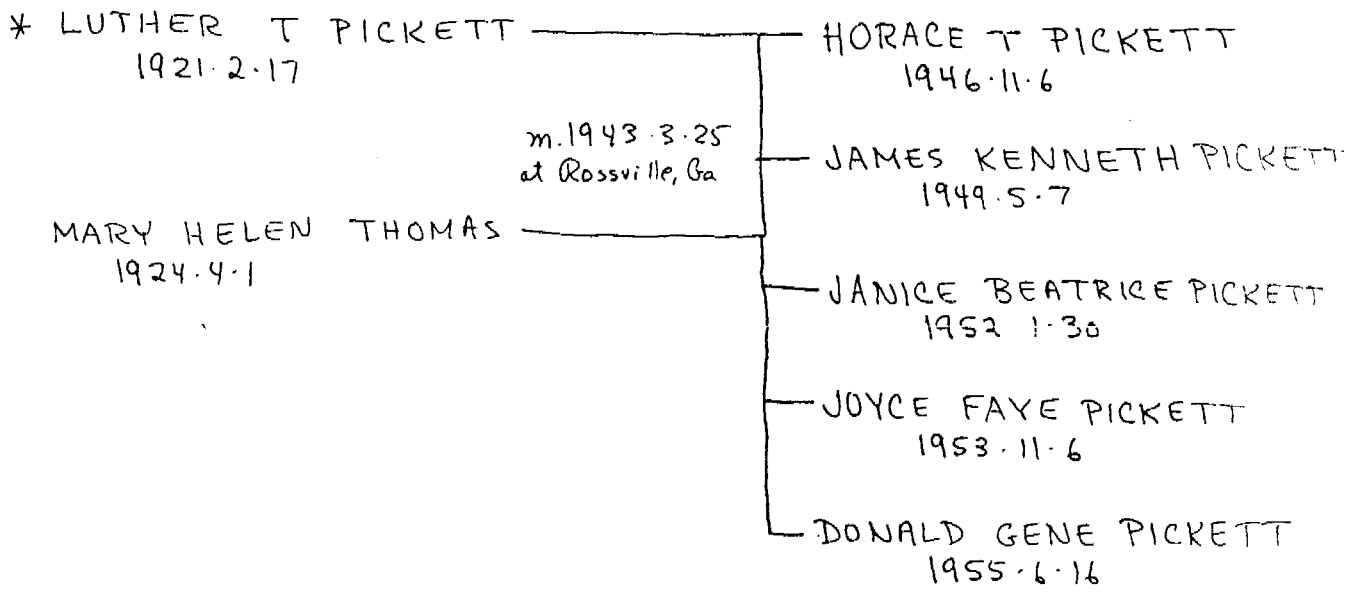 * LUTHER T PICKETT
1921.2.17
m.1943.3.25
at Rossville, Ga
MARY HELEN THOMAS
1924.4.1
HORACE T PICKETT
1946.11.6
JAMES KENNETH PICKETT
1949.5.7
JANICE BEATRICE PICKETT
1952 1.30
JOYCE FAYE PICKETT
1953.11.6
DONALD GENE PICKETT
1955.6.16